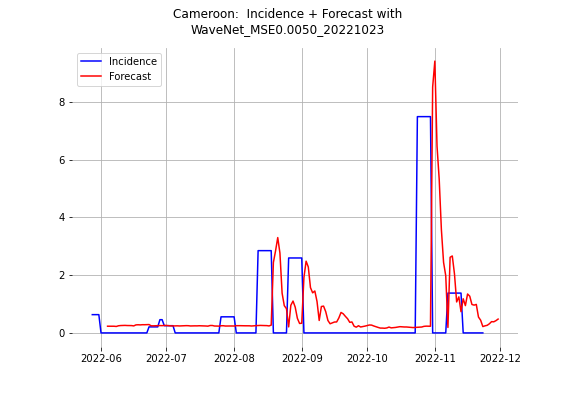 Cameroon:  Incidence + Forecast with
WaveNet_MSE0.0050_20221023
Incidence
Forecast
8
6
4
2
0
2022-06 2022-07 2022-08 2022-09 2022-10 2022-11 2022-12